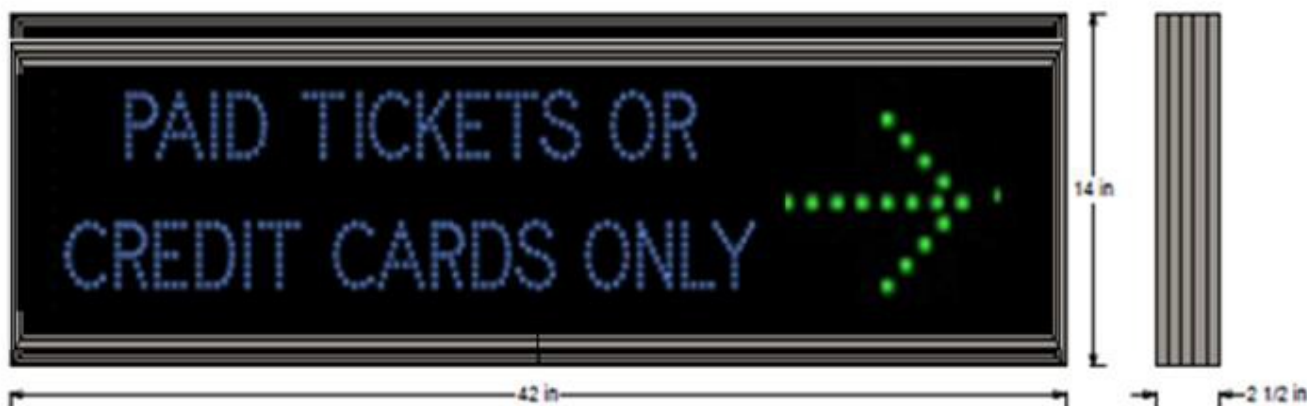 PAID TICKETS OR
CREDIT CARDS ONLY
14 in
42 in
2 1/2 in